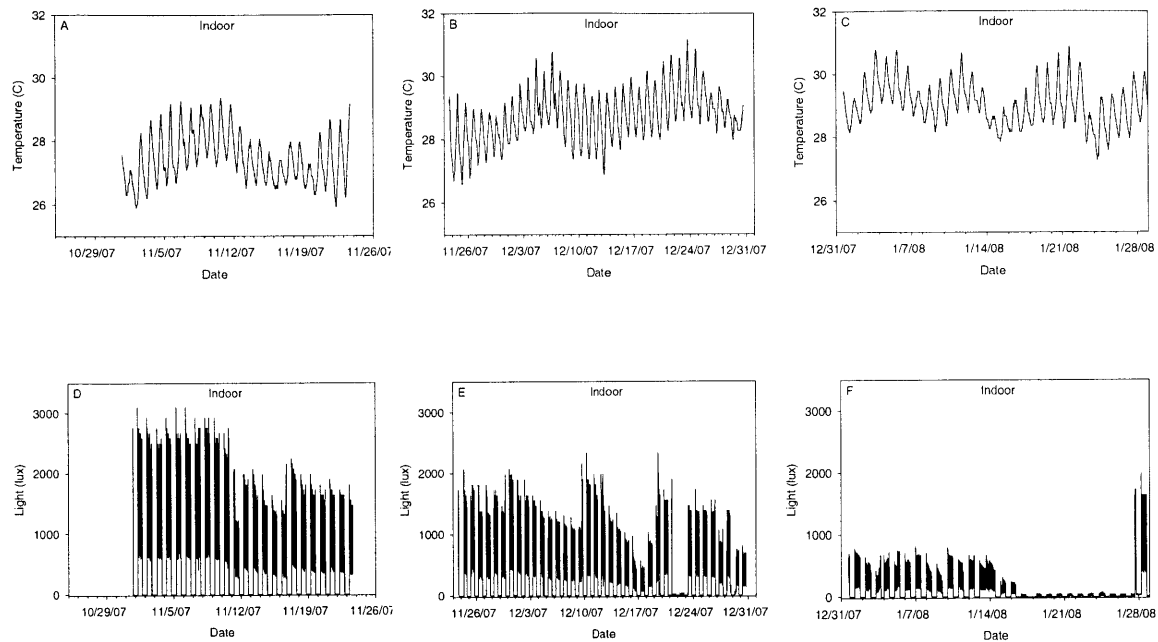 A Indoor
32
30
28
26
Temperature (C)
10/29/07 11/5/07 11/12/07 11/19/07 11/26/07
Date
B Indoor
32
30
28
26
Temperature (C)
11/26/07 12/3/07 12/10/07 12/17/07 12/24/07 12/31/07
Date
C Indoor
32
30
28
26
Temperature (C)
12/31/07 1/7/08 1/14/08 1/21/08 1/28/08
Date
D Indoor
3000
2000
1000
0
Light (lux)
10/29/07 11/5/07 11/12/07 11/19/07 11/26/07
Date
E Indoor
3000
2000
1000
0
Light (lux)
11/26/07 12/3/07 12/10/07 12/17/07 12/24/07 12/31/07
Date
F Indoor
3000
2000
1000
0
Light (lux)
12/31/07 1/7/08 1/14/08 1/21/08 1/28/08
Date